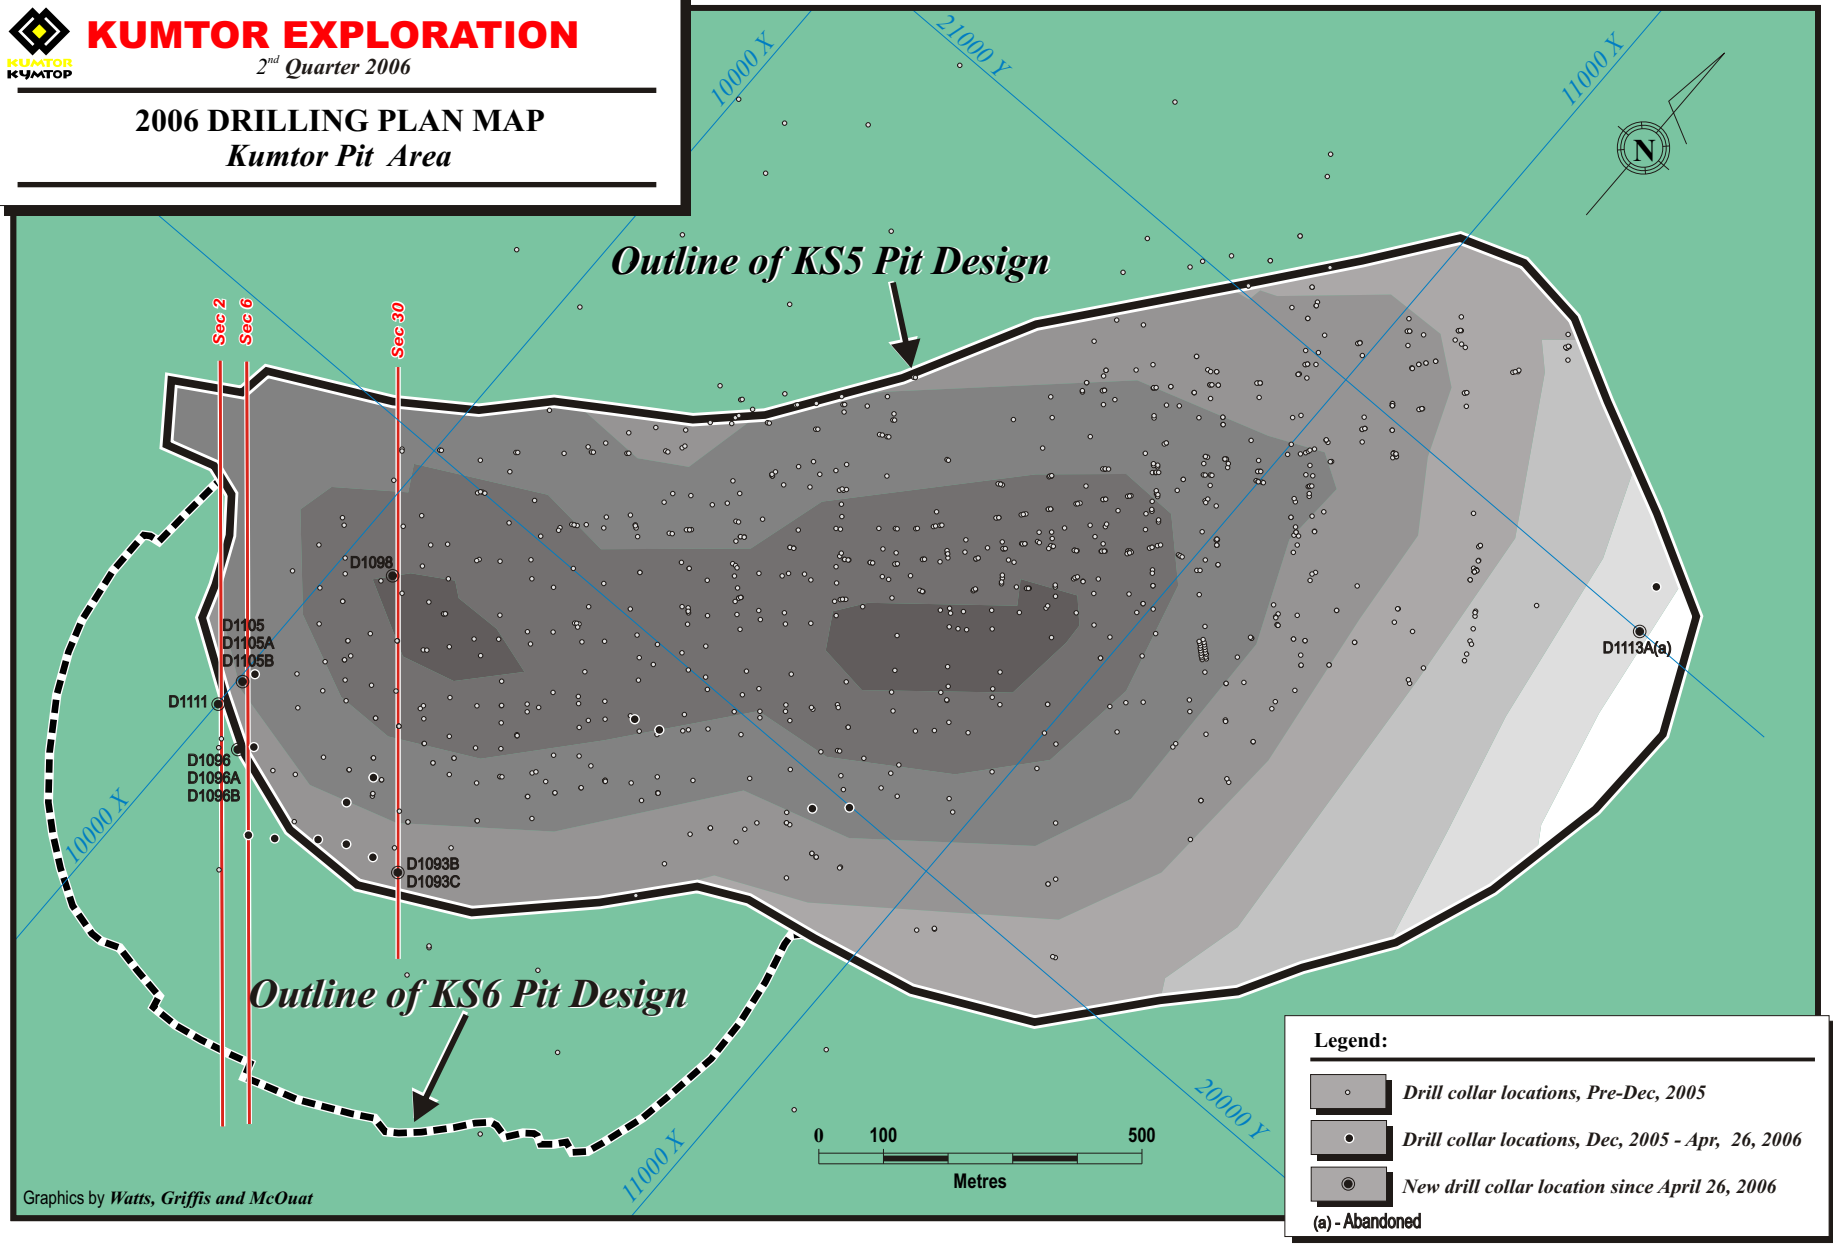 KUMTOR
КУМТОР
KUMTOR EXPLORATION
2nd Quarter 2006
2006 DRILLING PLAN MAP
Kumtor Pit Area
10000 X
21000 Y
11000 X
N
Outline of KS5 Pit Design
Sec 2
Sec 6
Sec 30
D1098
D1105
D1105A
D1105B
D1111
D1096
D1096A
D1096B
D1113A(a)
10000 X
D1093B
D1093C
Outline of KS6 Pit Design
11000 X
20000 Y
0 100 500
Metres
Graphics by Watts, Griffis and McOuat
Legend:
Drill collar locations, Pre-Dec, 2005
Drill collar locations, Dec, 2005 - Apr, 26, 2006
New drill collar location since April 26, 2006
(a) - Abandoned